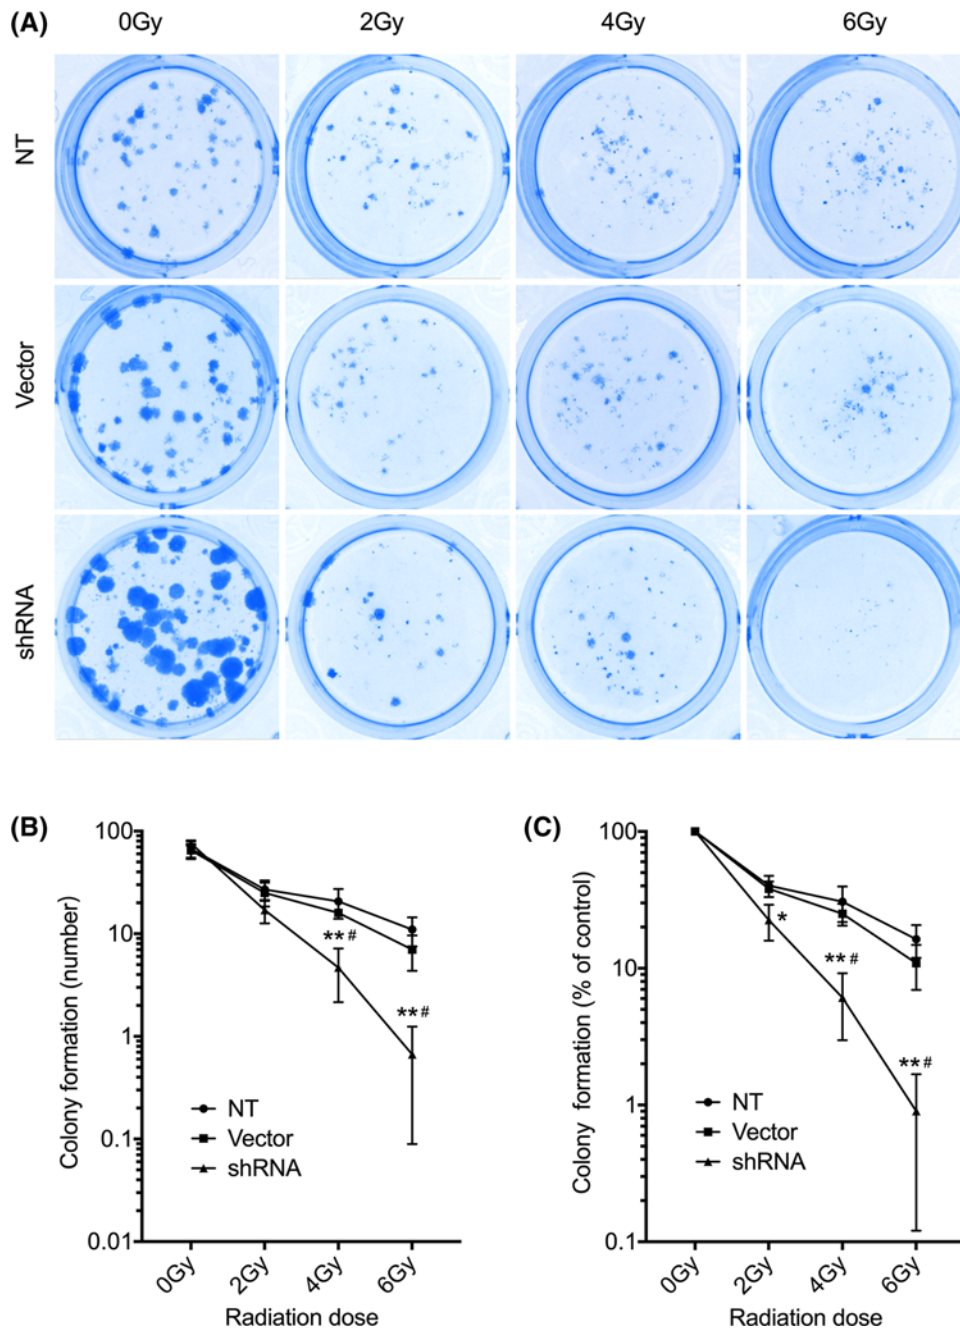 (A)
0Gy 2Gy 4Gy 6Gy
NT
Vector
shRNA
(B)
Colony formation (number)
100
10
1
0.1
0.01
**#
**#
NT
Vector
shRNA
0Gy 2Gy 4Gy 6Gy
Radiation dose
(C)
Colony formation (% of control)
100
10
1
0.1
*
**#
**#
NT
Vector
shRNA
0Gy 2Gy 4Gy 6Gy
Radiation dose